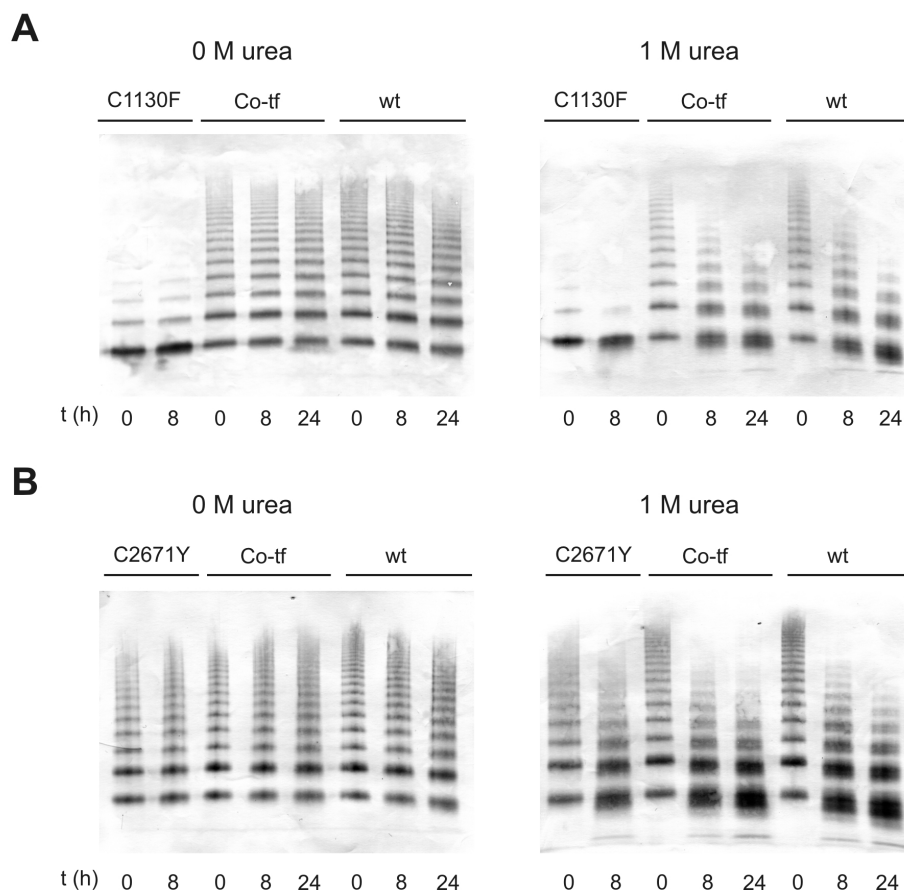 A
0 M urea 1 M urea
C1130F Co-tf wt C1130F Co-tf wt
t (h) 0 8 0 8 24 0 8 24 0 8 0 8 24 0 8 24
B
0 M urea 1 M urea
C2671Y Co-tf wt C2671Y Co-tf wt
t (h) 0 8 0 8 24 0 8 24 0 8 0 8 24 0 8 24